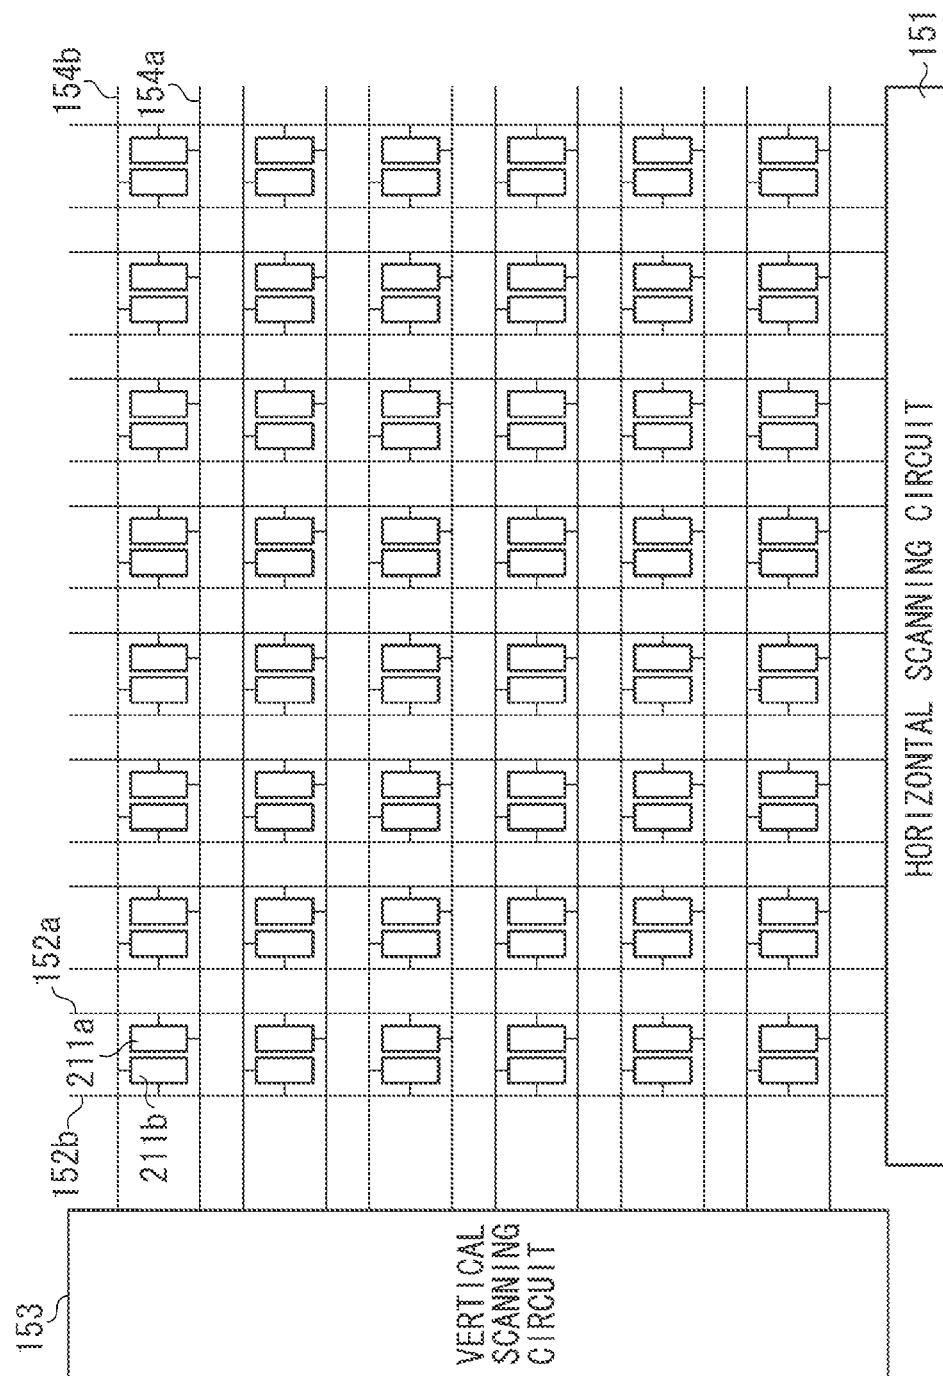 154b
154a
151
152a
211a
152b
211b
153
VERTICAL
SCANNING
CIRCUIT
HORIZONTAL SCANNING CIRCUIT